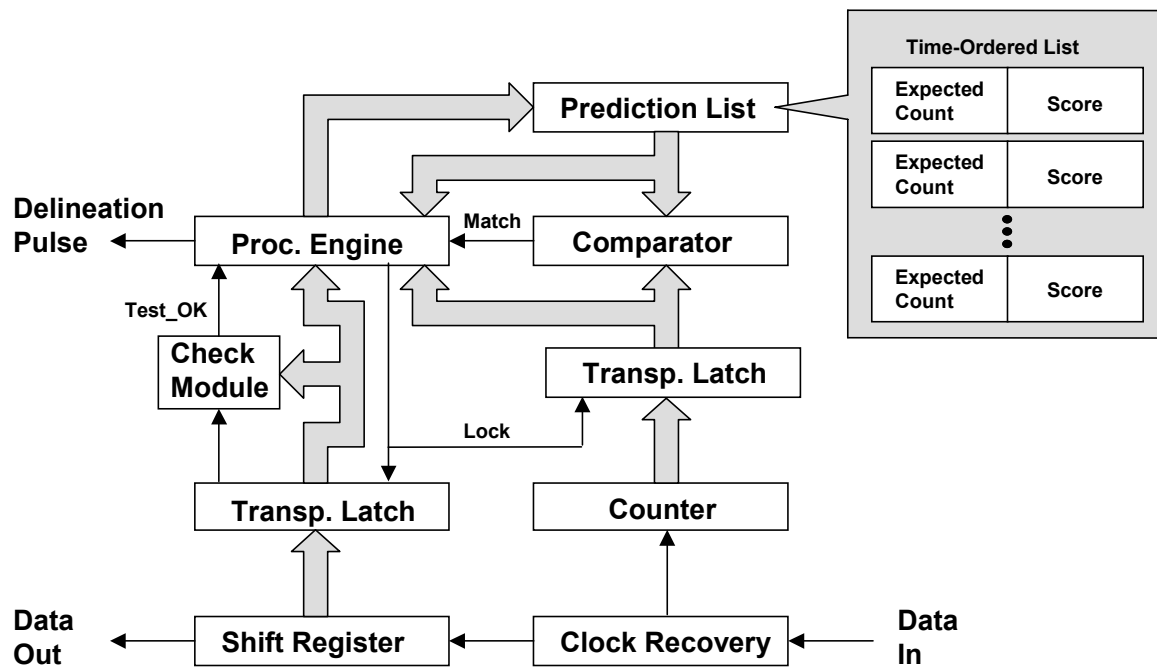 Time-Ordered List
Expected
Count
Score
Expected
Count
Score
Expected
Count
Score
Prediction List
Delineation
Pulse
Proc. Engine
Match
Comparator
Test_OK
Check
Module
Transp. Latch
Lock
Transp. Latch
Counter
Data
Out
Shift Register
Clock Recovery
Data
In